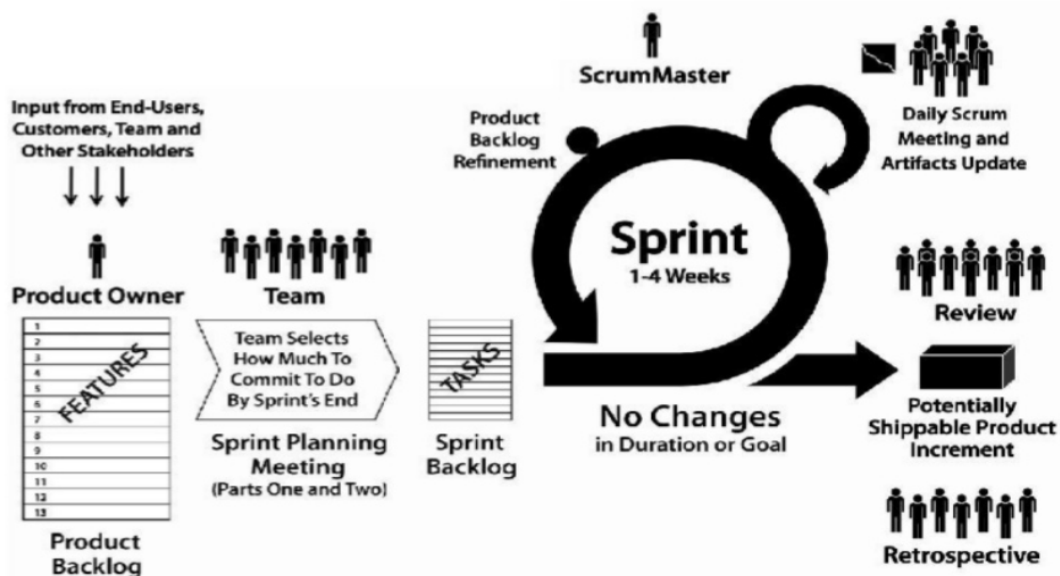 Input from End-Users,
Customers, Team and
Other Stakeholders
Product Owner
1
2
3
4
5
6
7
8
9
10
11
12
13
FEATURES
Product
Backlog
Team
Team Selects
How Much To
Commit To Do
By Sprint's End
Sprint Planning
Meeting
(Parts One and Two)
TASKS
Sprint
Backlog
ScrumMaster
Product
Backlog
Refinement
Sprint
1-4 Weeks
No Changes
in Duration or Goal
Daily Scrum
Meeting and
Artifacts Update
Review
Potentially
Shippable Product
Increment
Retrospective